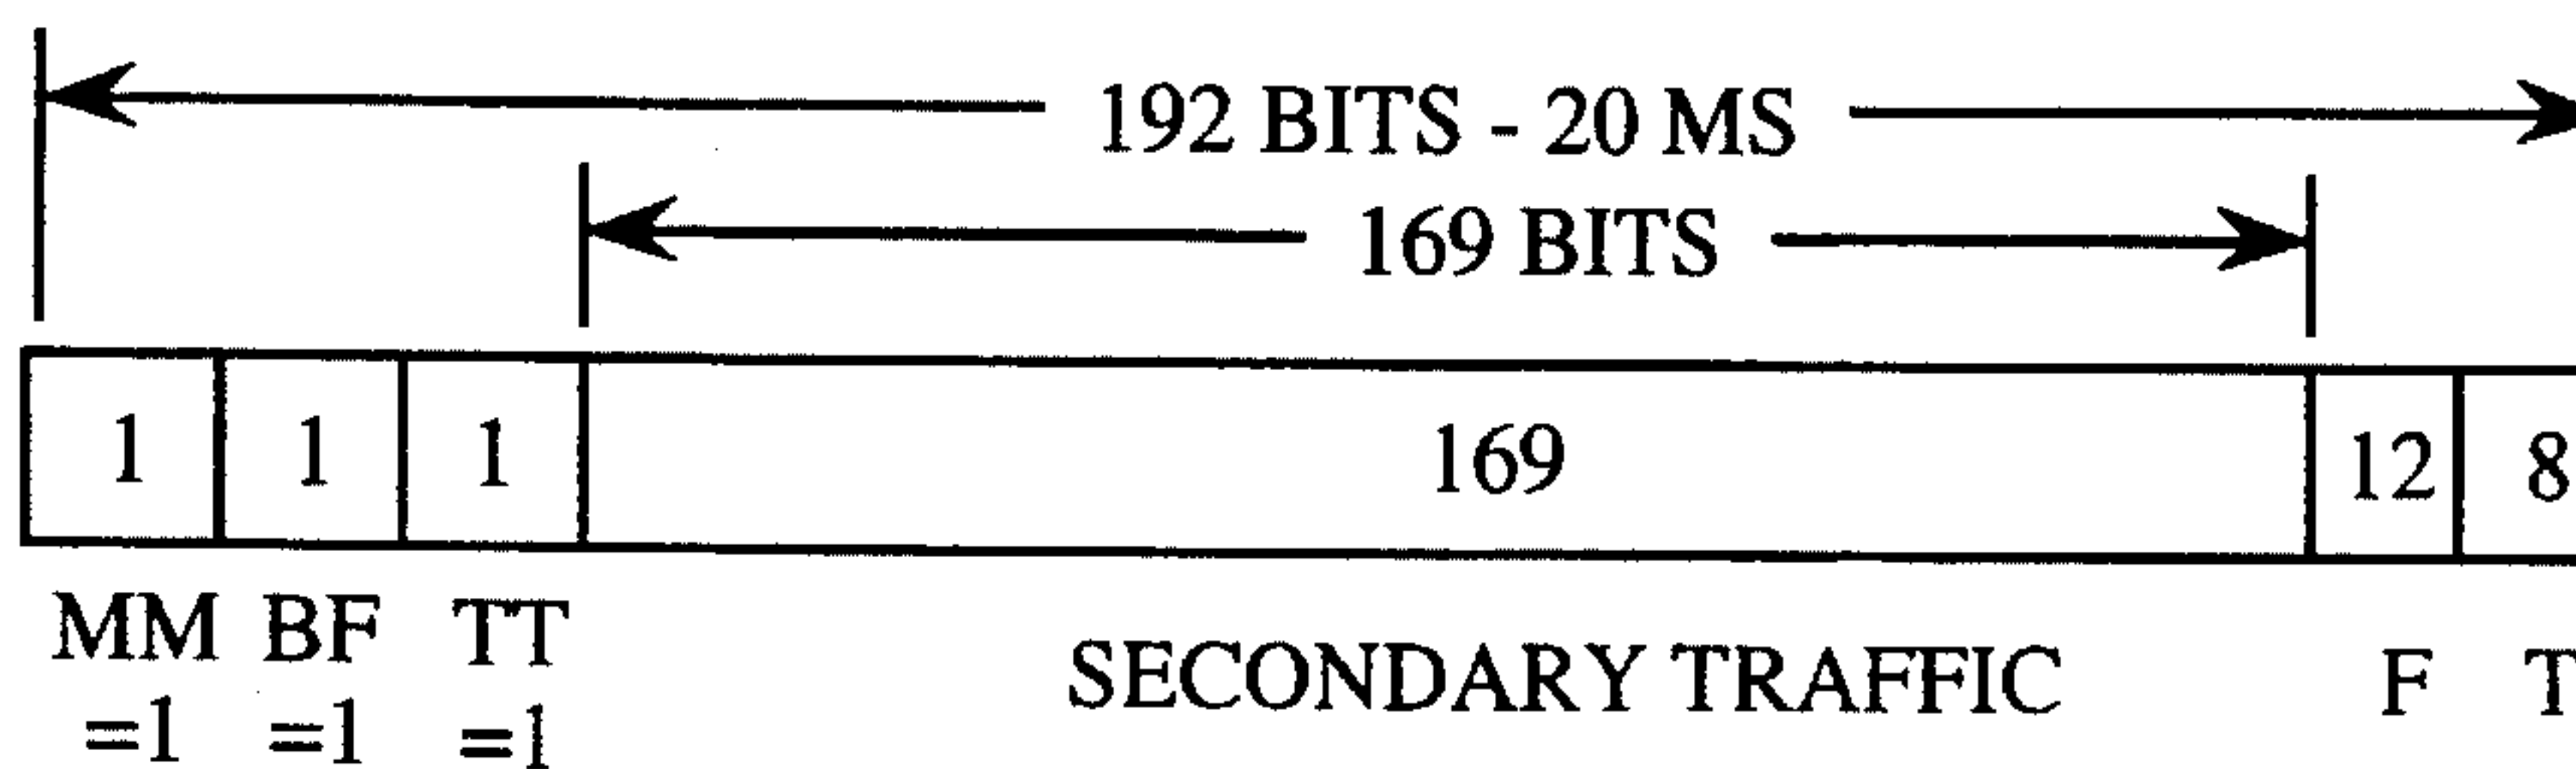 192 BITS - 20 MS
169 BITS
1 1 1 169 12 8
MM BF TT SECONDARY TRAFFIC F T
=1 =1 =1